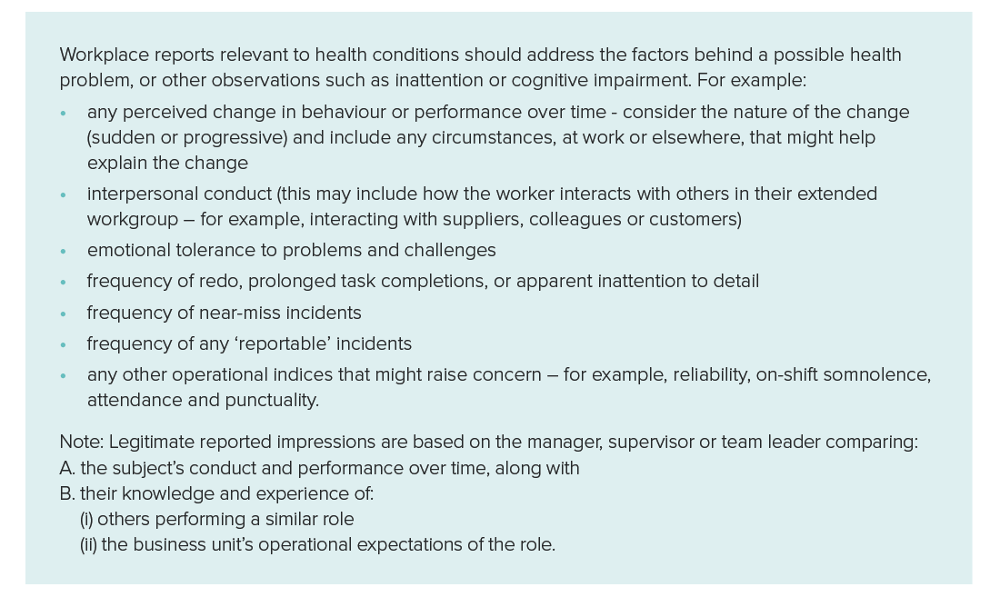 Workplace reports relevant to health conditions should address the factors behind a possible health
problem, or other observations such as inattention or cognitive impairment. For example:
• any perceived change in behaviour or performance over time - consider the nature of the change
(sudden or progressive) and include any circumstances, at work or elsewhere, that might help
explain the change
• interpersonal conduct (this may include how the worker interacts with others in their extended
workgroup – for example, interacting with suppliers, colleagues or customers)
• emotional tolerance to problems and challenges
• frequency of redo, prolonged task completions, or apparent inattention to detail
• frequency of near-miss incidents
• frequency of any ‘reportable’ incidents
• any other operational indices that might raise concern – for example, reliability, on-shift somnolence,
attendance and punctuality.
Note: Legitimate reported impressions are based on the manager, supervisor or team leader comparing:
A. the subject’s conduct and performance over time, along with
B. their knowledge and experience of:
(i) others performing a similar role
(ii) the business unit’s operational expectations of the role.